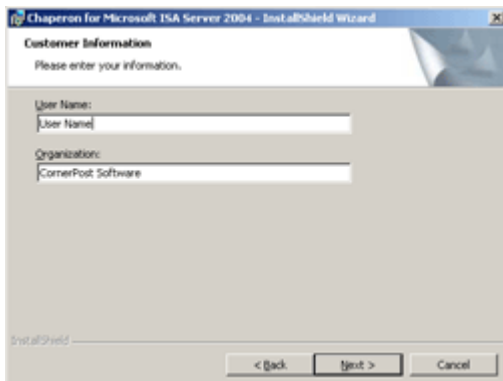 Chaperon for Microsoft ISA Server 2004 - InstallShield Wizard
Customer Information
Please enter your information.
User Name:
User Name
Organization:
CornerPost Software
InstallShield
< Back
Next >
Cancel